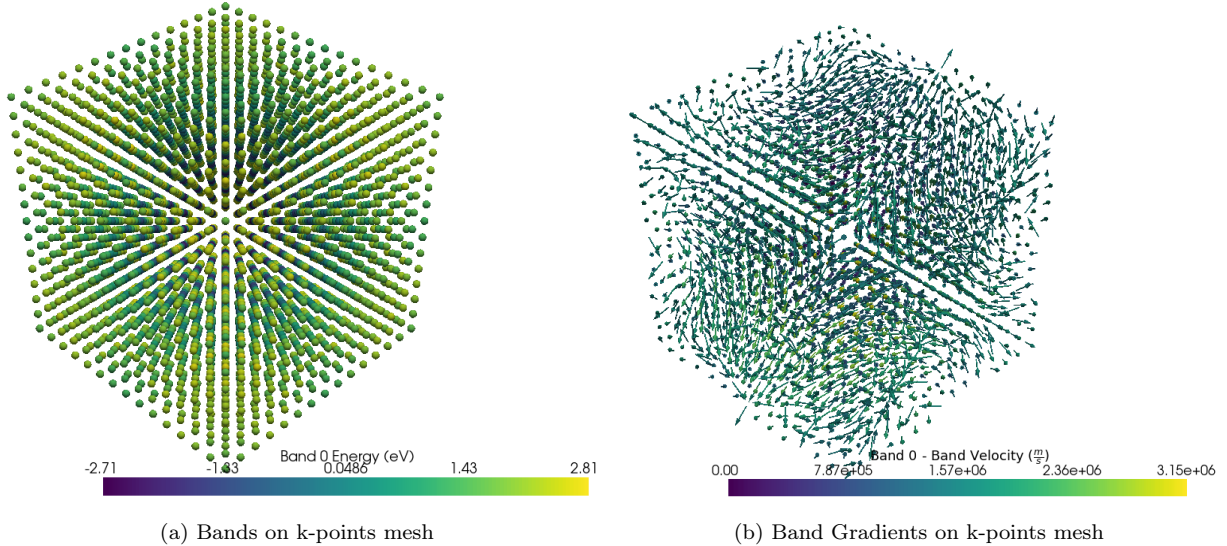 Band 0 Energy (eV)
-2.71 -1.33 0.0486 1.43 2.81
Band 0 - Band Velocity (m/s)
0.00 7.87e+05 1.57e+06 2.36e+06 3.15e+06
(a) Bands on k-points mesh
(b) Band Gradients on k-points mesh